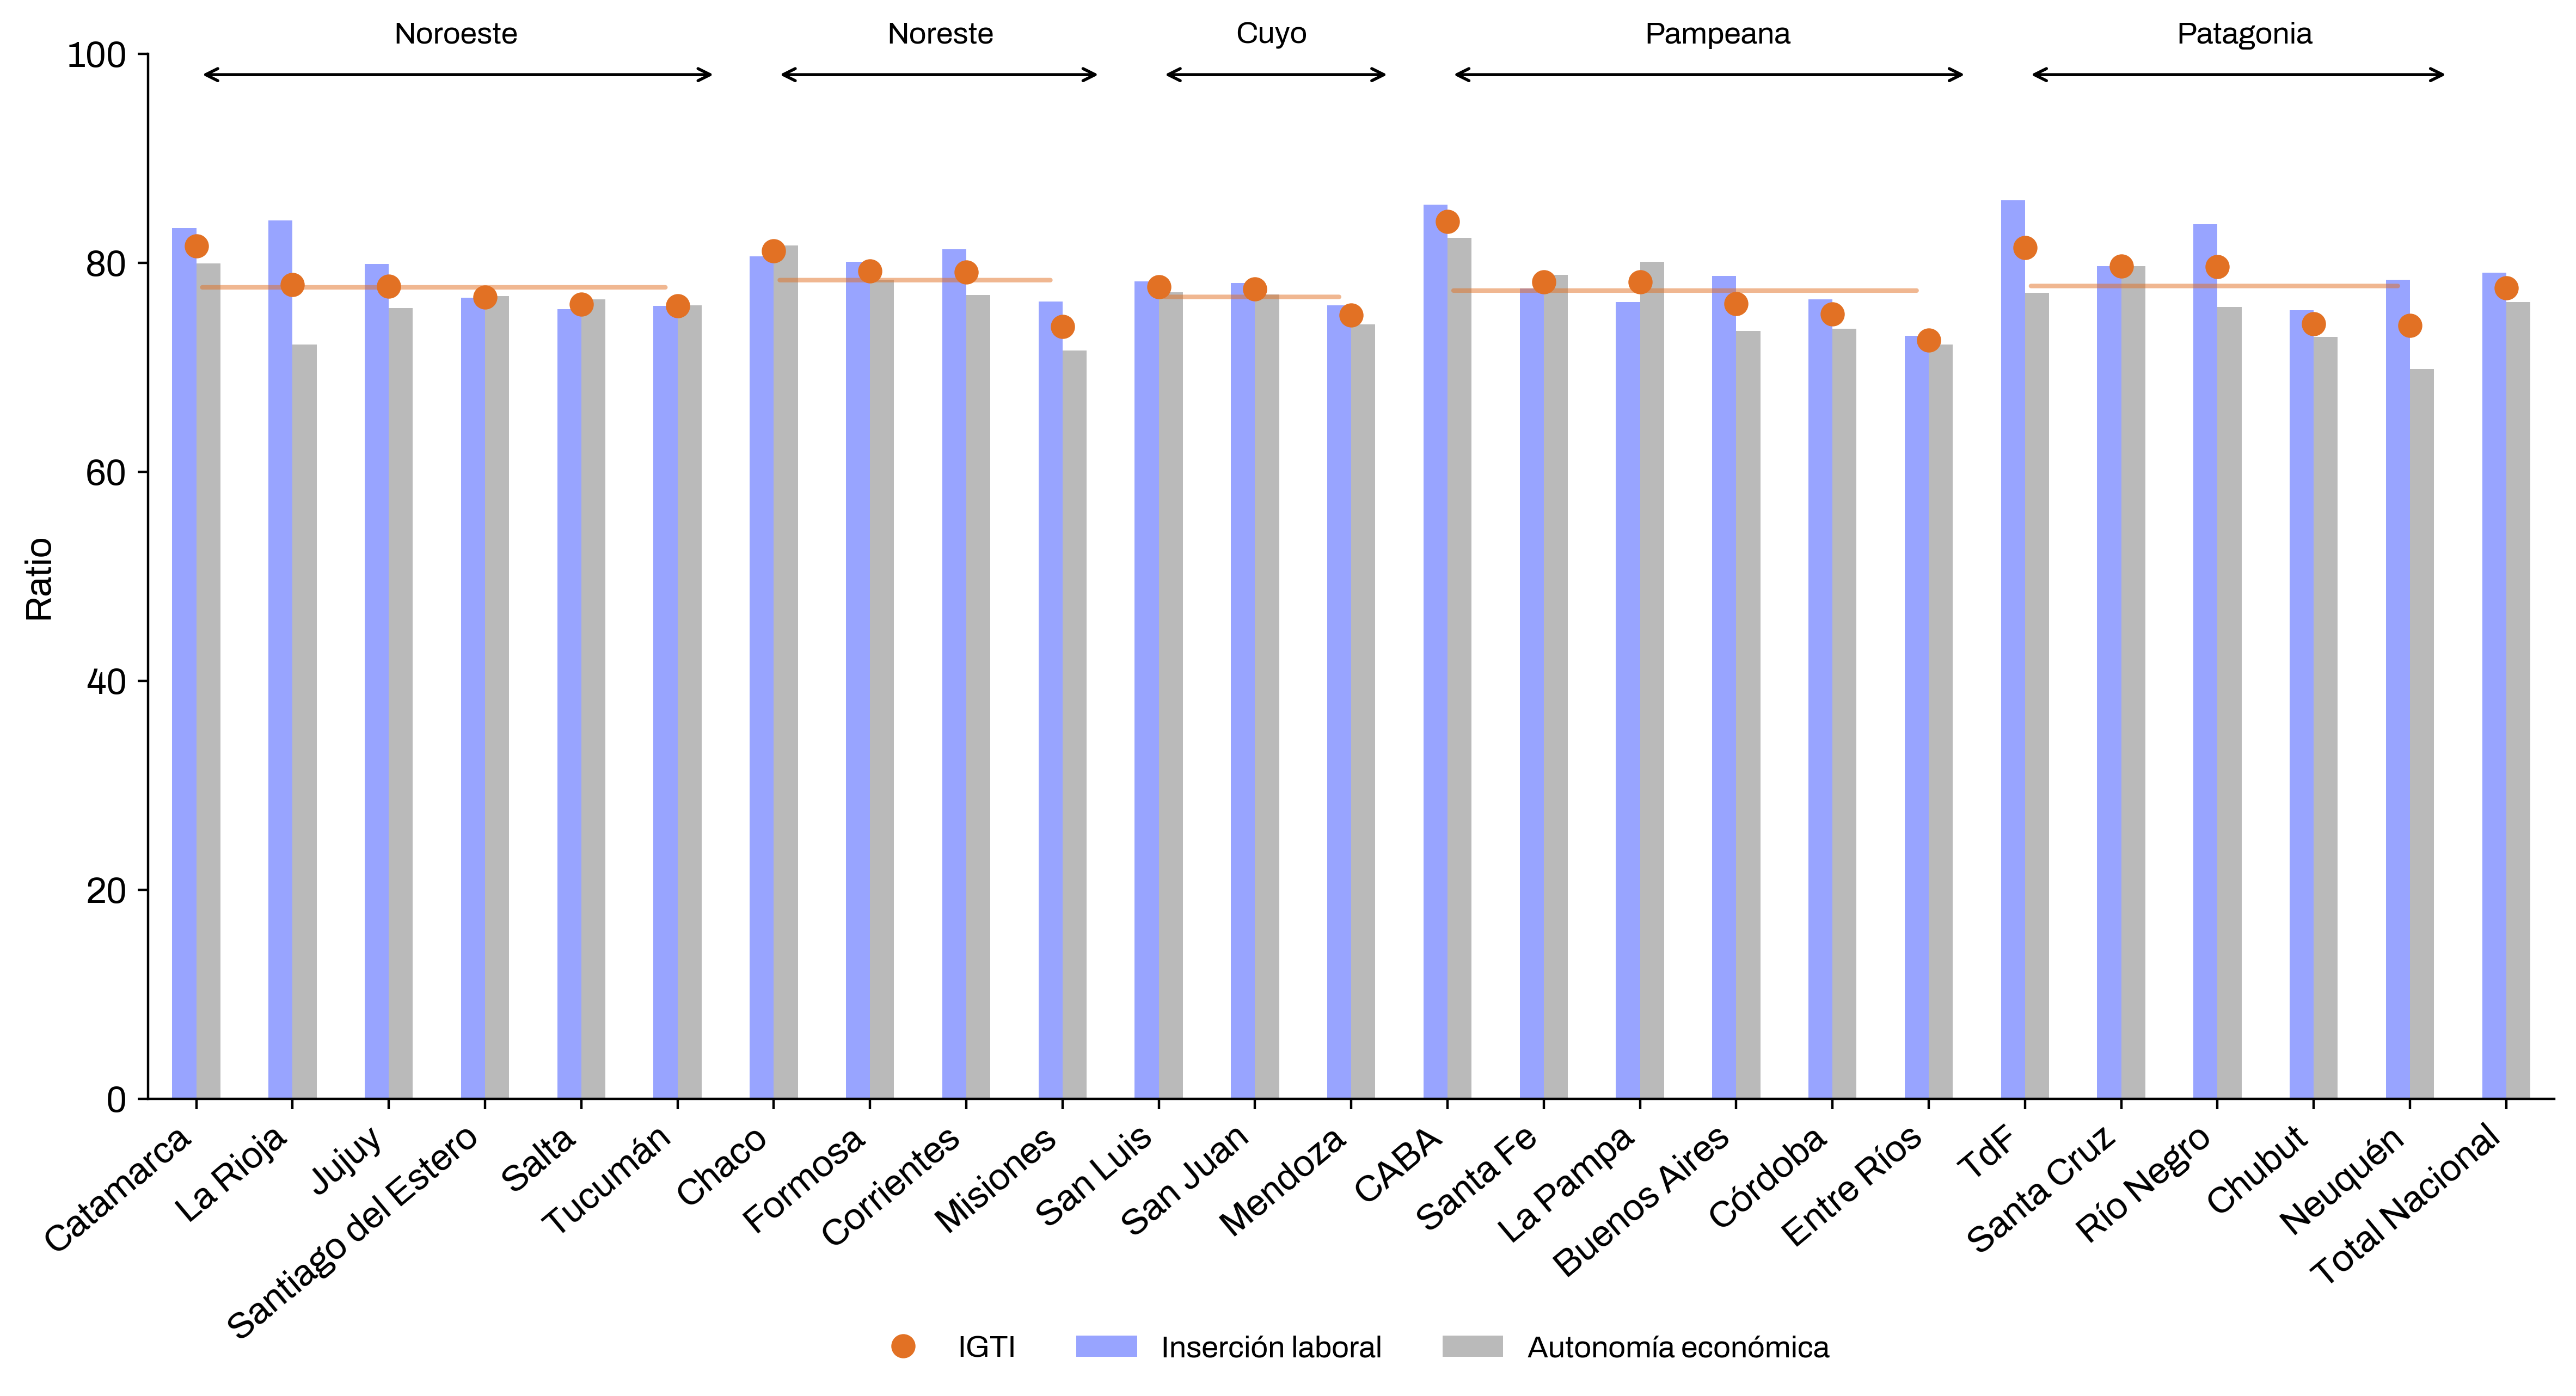 Noroeste
Noreste
Cuyo
Pampeana
Patagonia
100
80
60
40
20
0
Ratio
Catamarca
La Rioja
Jujuy
Santiago del Estero
Salta
Tucumán
Chaco
Formosa
Corrientes
Misiones
San Luis
San Juan
Mendoza
CABA
Santa Fe
La Pampa
Buenos Aires
Córdoba
Entre Ríos
TdF
Santa Cruz
Río Negro
Chubut
Neuquén
Total Nacional
IGTI
Inserción laboral
Autonomía económica